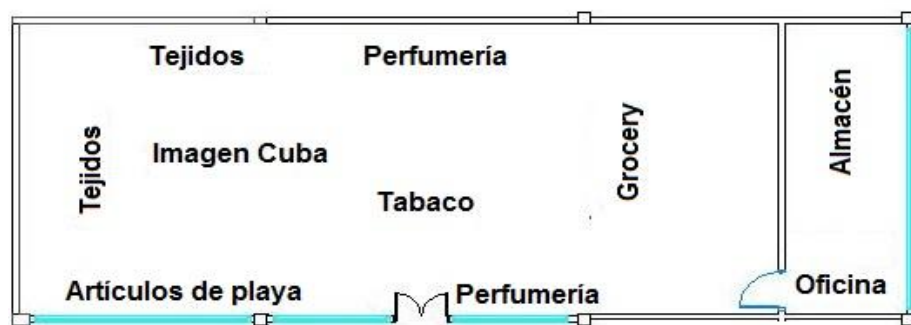 Tejidos
Perfumería
Tejidos
Imagen Cuba
Grocery
Almacén
Tabaco
Artículos de playa
Perfumería
Oficina